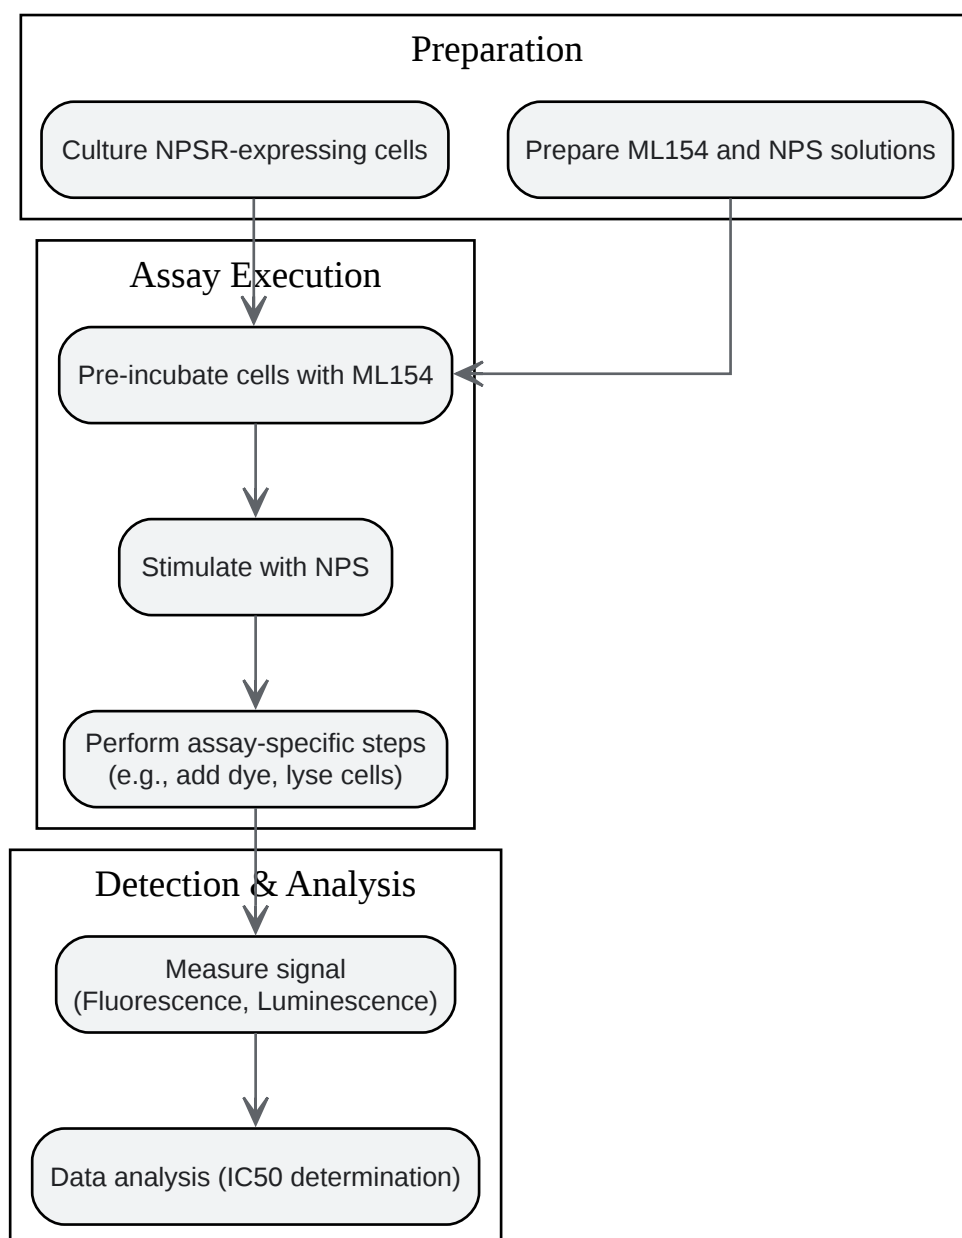 Preparation
Culture NPSR-expressing cells
Prepare ML154 and NPS solutions
Assay Execution
Pre-incubate cells with ML154
Stimulate with NPS
Perform assay-specific steps
(e.g., add dye, lyse cells)
Detection & Analysis
Measure signal
(Fluorescence, Luminescence)
Data analysis (IC50 determination)